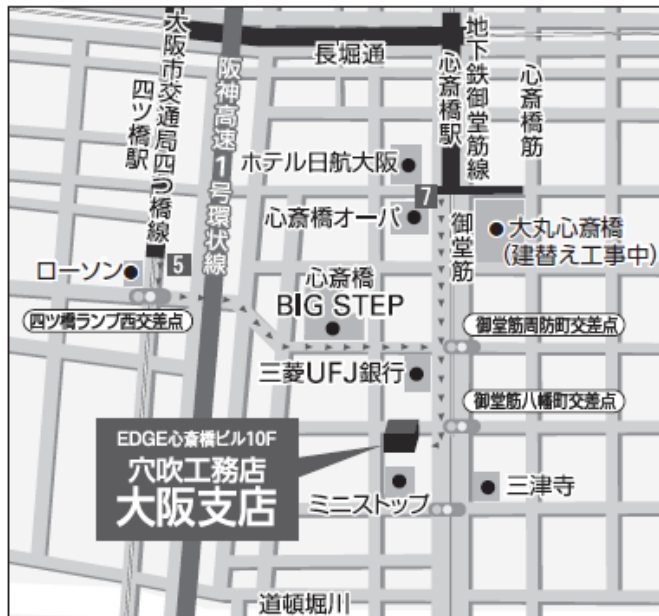 大阪市交通局四つ橋線
四ツ橋駅
阪神高速1号環状線
長堀通
心斎橋駅
地下鉄御堂筋線
心斎橋筋
ホテル日航大阪
7
心斎橋オーパ
御堂筋
大丸心斎橋
(建替え工事中)
5
ローソン
心斎橋
BIG STEP
四ツ橋ランプ西交差点
御堂筋周防町交差点
三菱UFJ銀行
御堂筋八幡町交差点
EDGE心斎橋ビル10F
穴吹工務店
大阪支店
ミニストップ
三津寺
道頓堀川